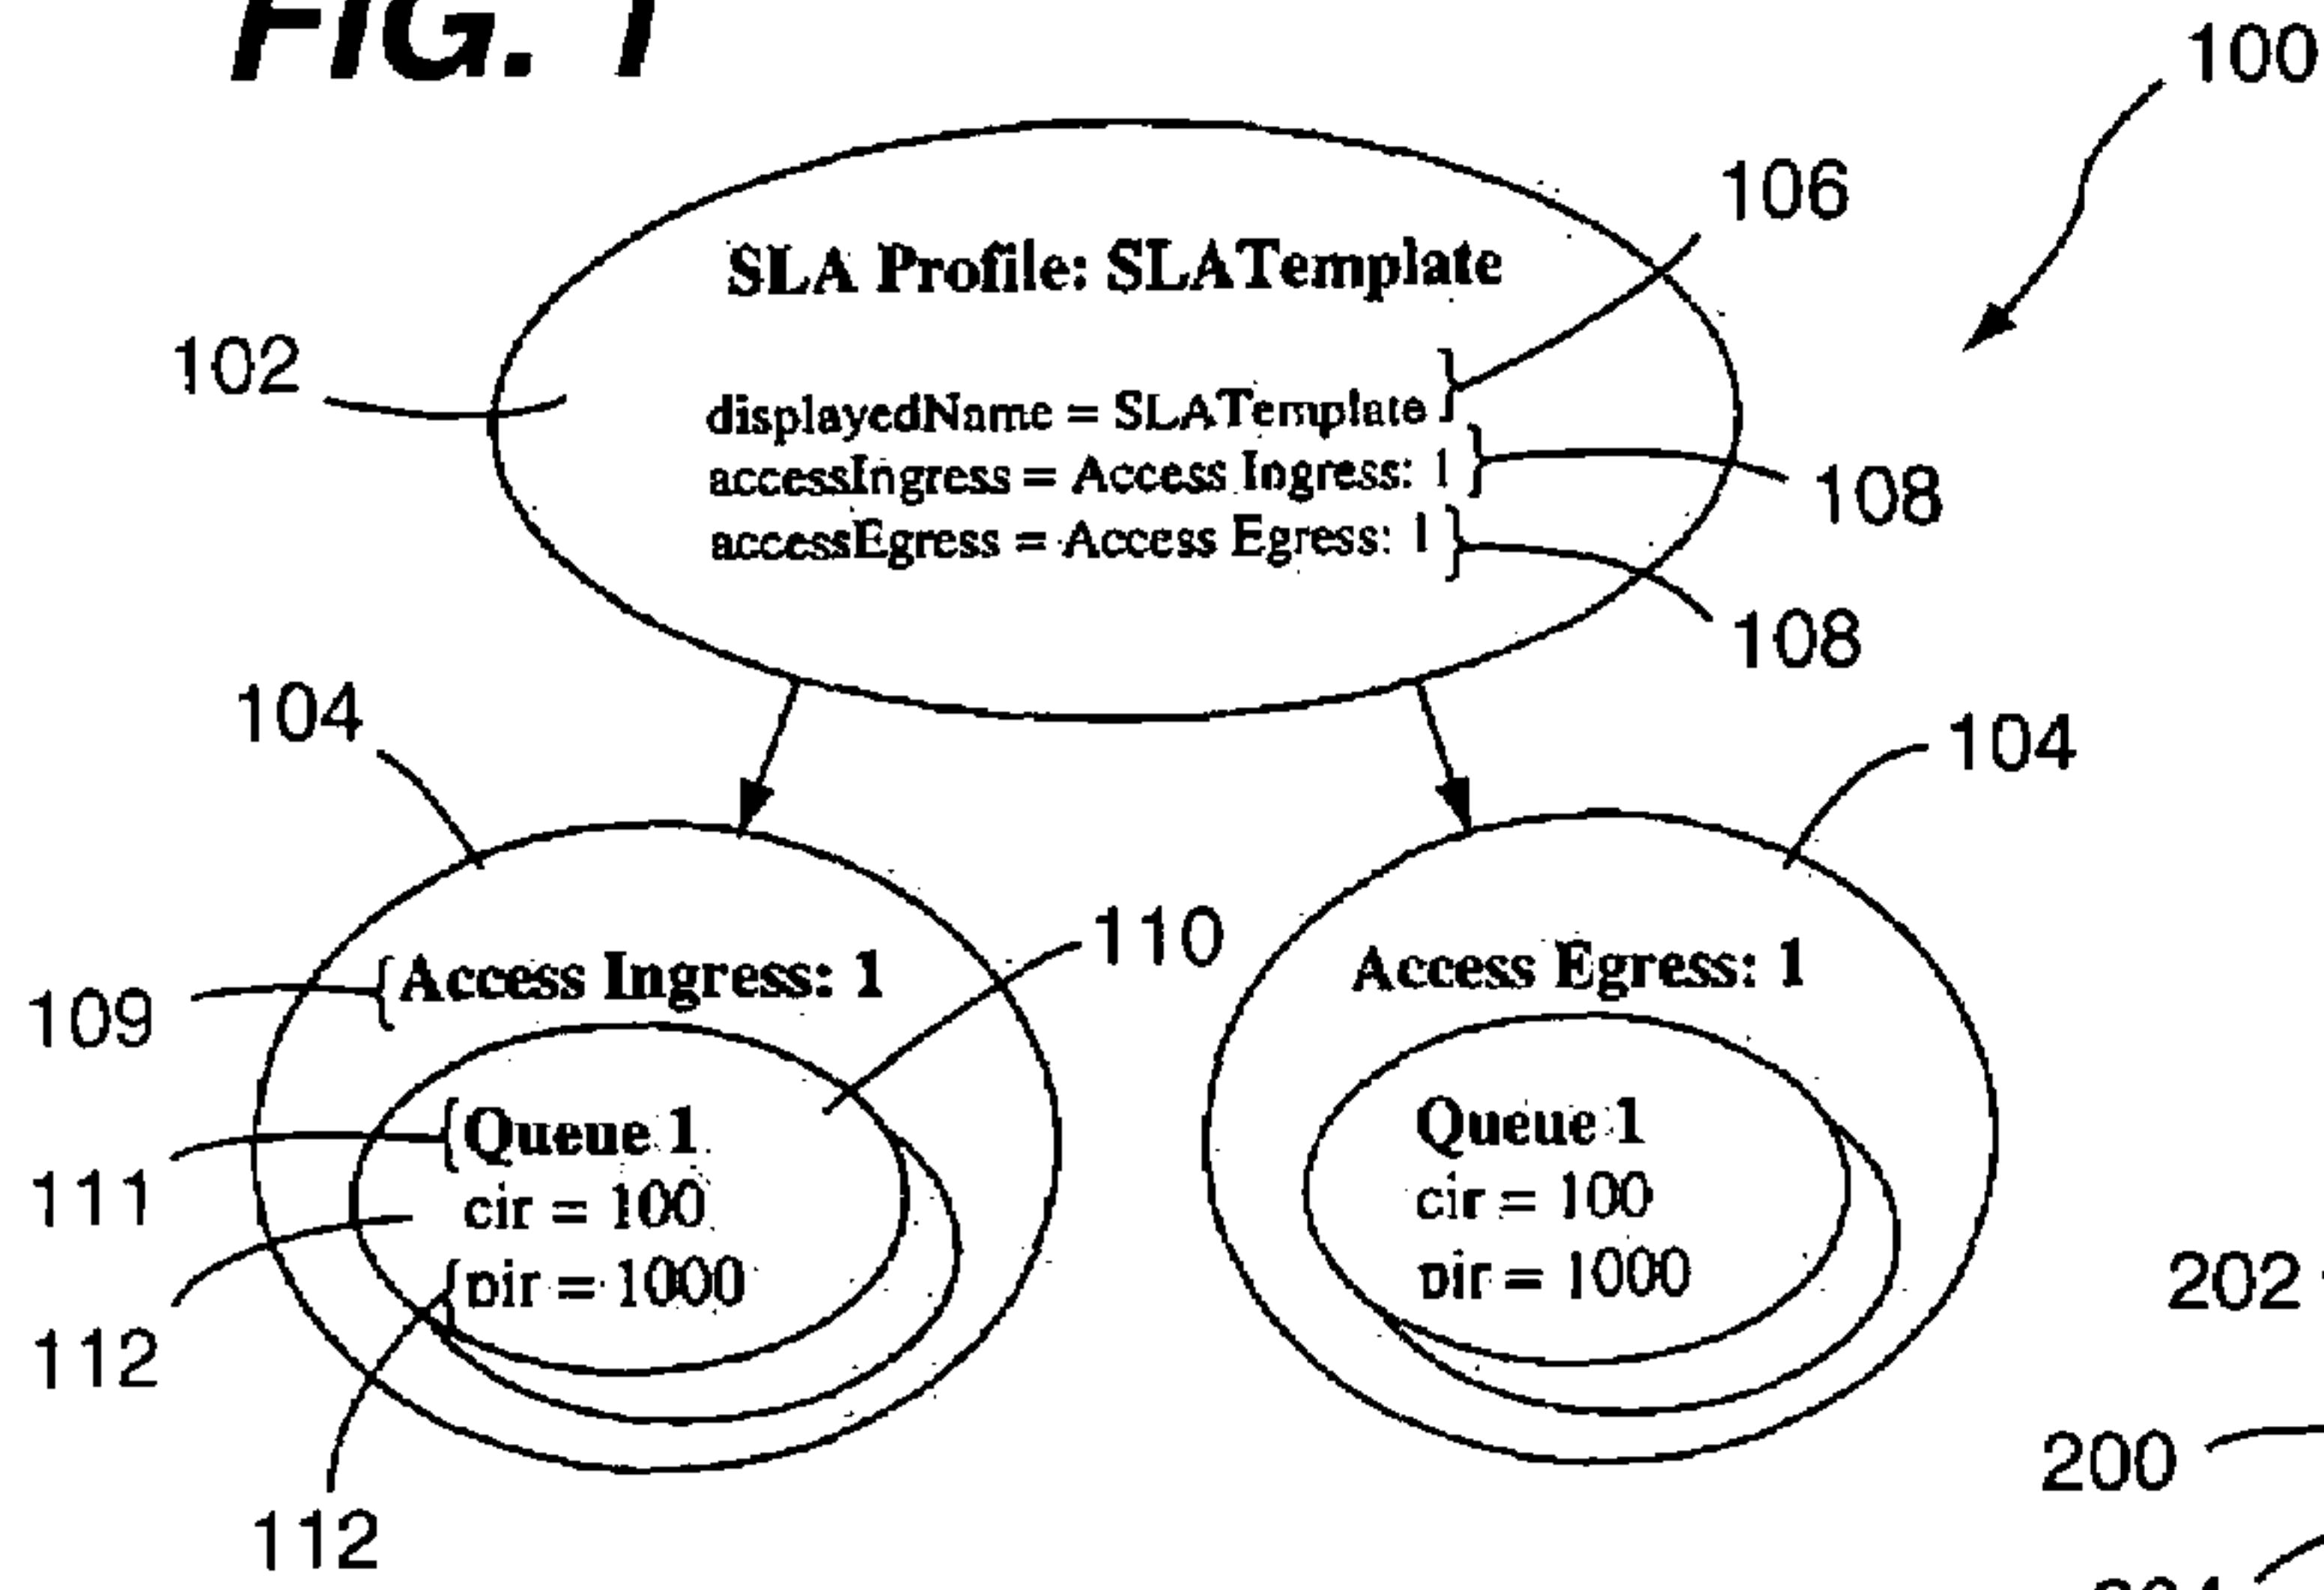 FIG. 1
100
106
SLA Profile: SLATemplate
102
displayedName = SLATemplate
accessIngress = Access Ingress: 1
108
accessEgress = Access Egress: 1
108
104
104
110
109
Access Ingress: 1
Access Egress: 1
111
Queue 1
cir = 100
pir = 1000
Queue 1
cir = 100
pir = 1000
112
112
202
200